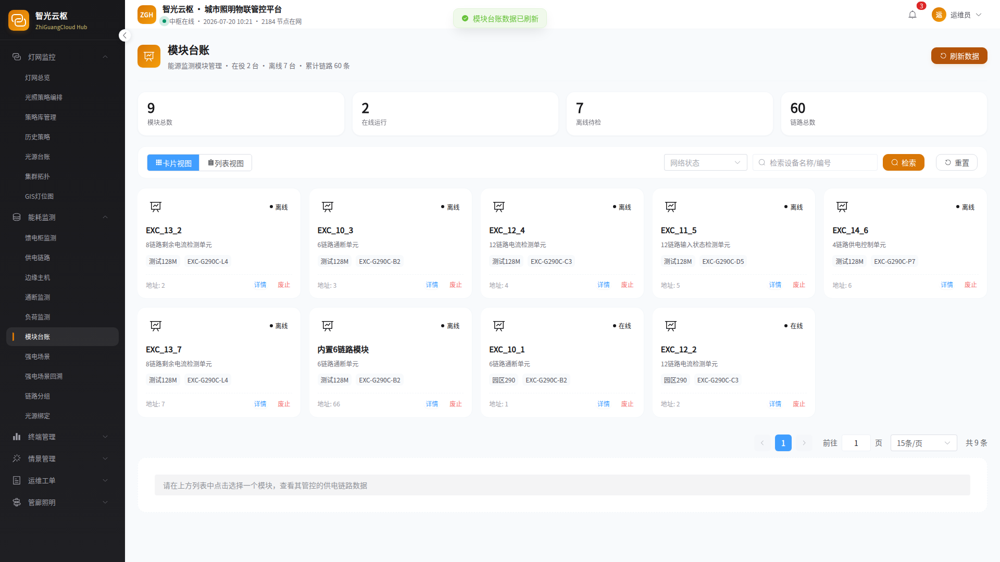 智光云枢
ZhiGuangCloud Hub
灯网监控
灯网总览
光照策略编排
策略库管理
历史策略
光源台账
集群拓扑
GIS灯位图
能耗监测
馈电柜监测
供电链路
边缘主机
通断监测
负荷监测
模块台账
强电场景
强电场景回溯
链路分组
光源绑定
终端管理
情景管理
运维工单
管廊照明
ZGH
智光云枢 • 城市照明物联管控平台
中枢在线 • 2026-07-20 10:21 • 2184 节点在网
模块台账数据已刷新
3
运
运维员
模块台账
能源监测模块管理 • 在役 2 台 • 离线 7 台 • 累计链路 60 条
刷新数据
9
模块总数
2
在线运行
7
离线待检
60
链路总数
卡片视图
列表视图
网络状态
检索设备名称/编号
检索
重置
离线
EXC_13_2
8链路剩余电流检测单元
测试128M EXC-G290C-L4
地址: 2 详情 废止
离线
EXC_10_3
6链路通断单元
测试128M EXC-G290C-B2
地址: 3 详情 废止
离线
EXC_12_4
12链路电流检测单元
测试128M EXC-G290C-C3
地址: 4 详情 废止
离线
EXC_11_5
12链路输入状态检测单元
测试128M EXC-G290C-D5
地址: 5 详情 废止
离线
EXC_14_6
4链路供电控制单元
测试128M EXC-G290C-P7
地址: 6 详情 废止
离线
EXC_13_7
8链路剩余电流检测单元
测试128M EXC-G290C-L4
地址: 7 详情 废止
离线
内置6链路模块
6链路通断单元
测试128M EXC-G290C-B2
地址: 66 详情 废止
在线
EXC_10_1
6链路通断单元
园区290 EXC-G290C-B2
地址: 1 详情 废止
在线
EXC_12_2
12链路电流检测单元
园区290 EXC-G290C-C3
地址: 2 详情 废止
1 前往 1 页 15条/页 共 9 条
请在上方列表中点击选择一个模块，查看其管控的供电链路数据